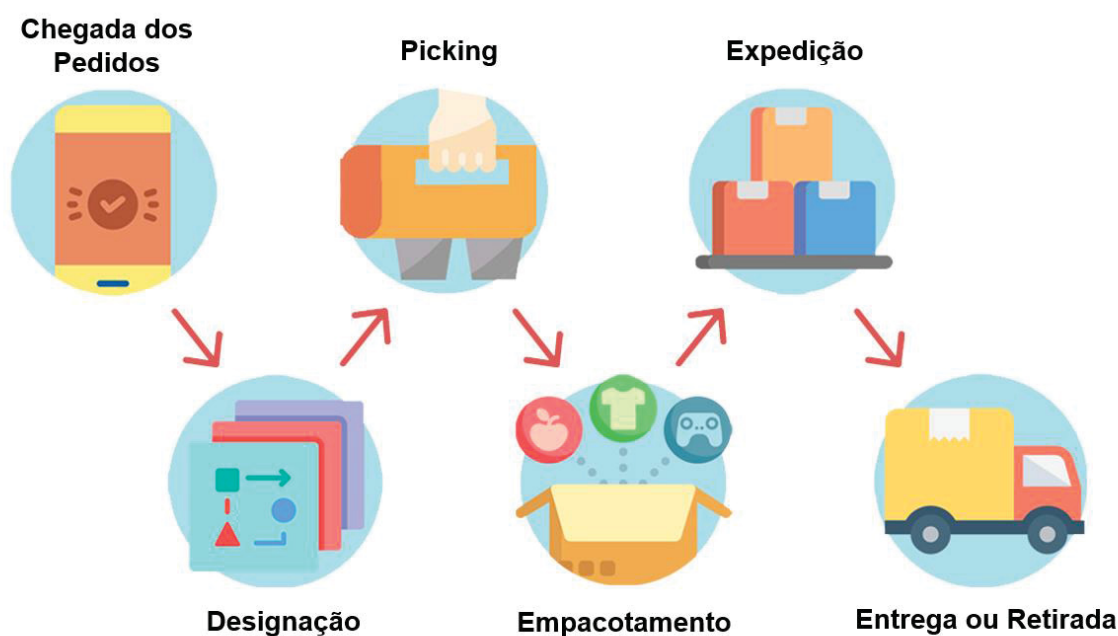 Chegada dos
Pedidos
Picking
Expedição
Designação
Empacotamento
Entrega ou Retirada